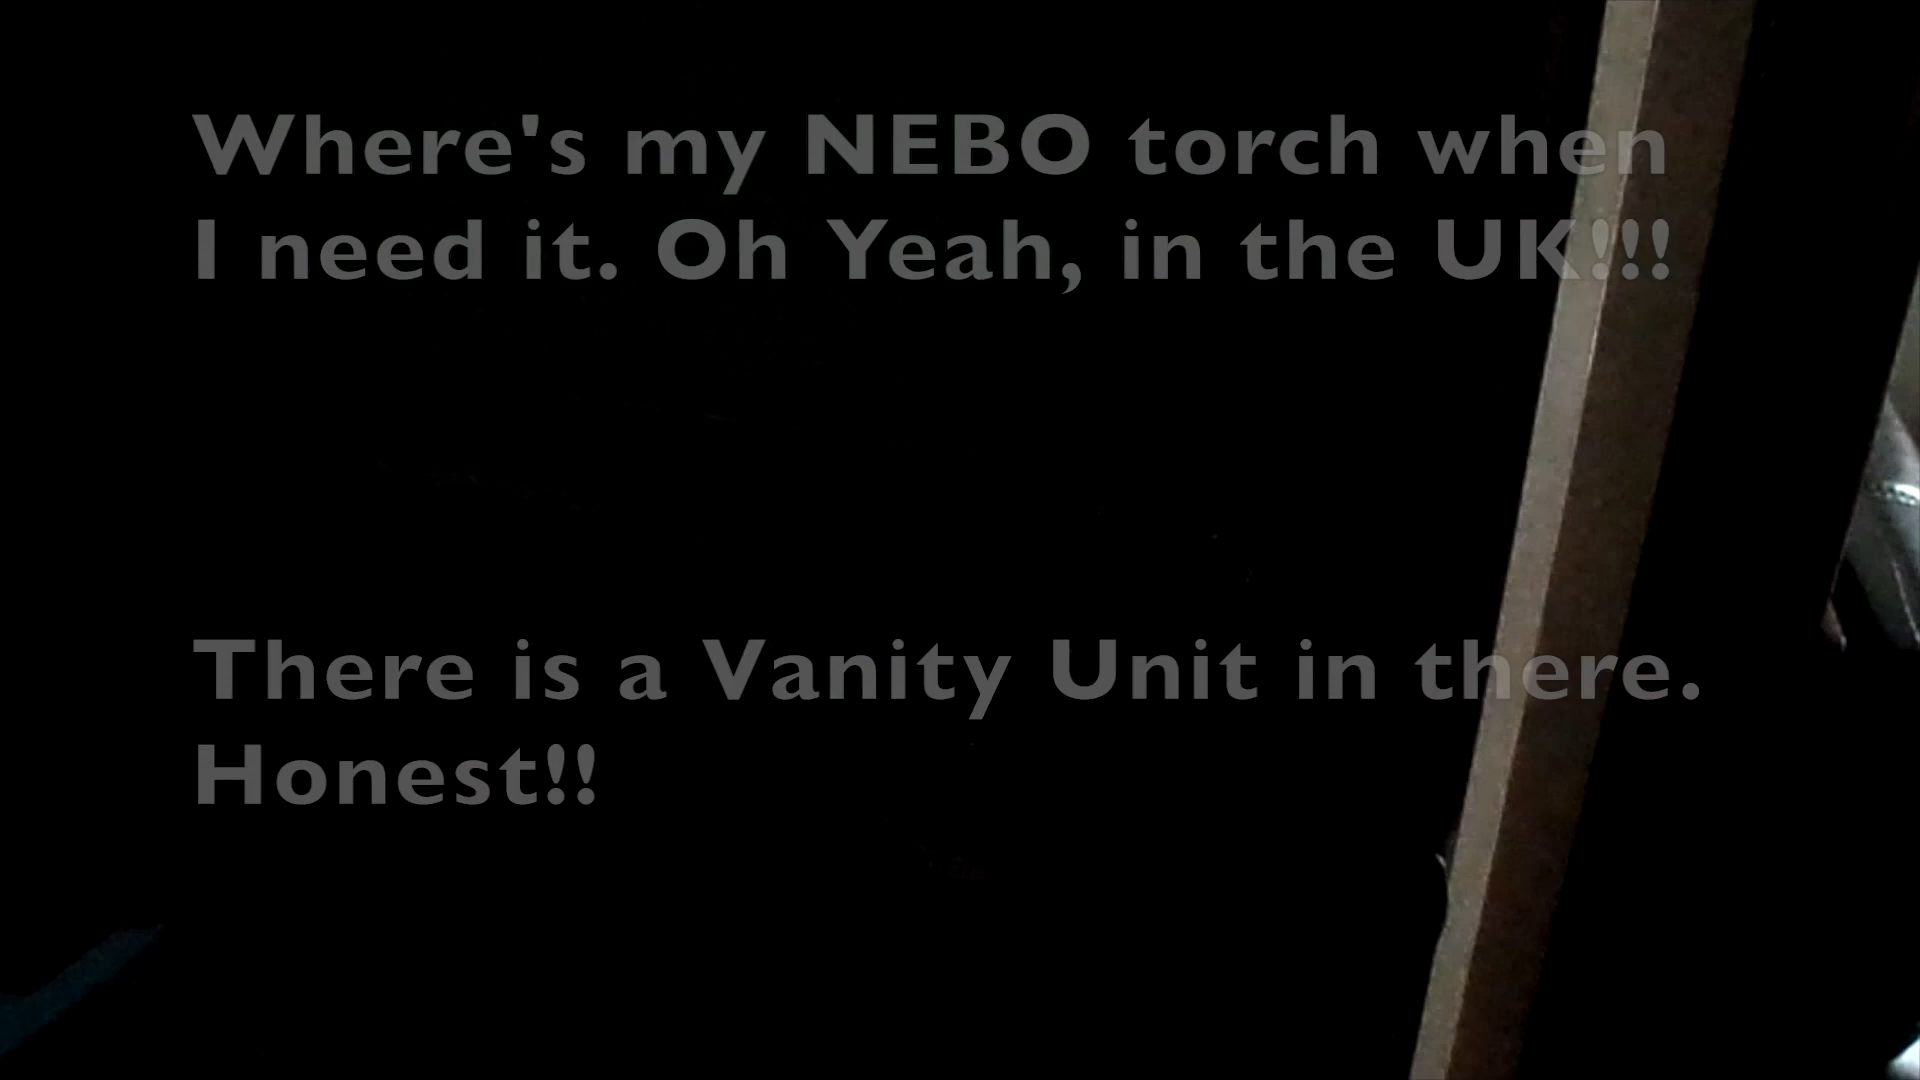 Where's my NEBO torch when
I need it. Oh Yeah, in the UK!!!
There is a Vanity Unit in there.
Honest!!